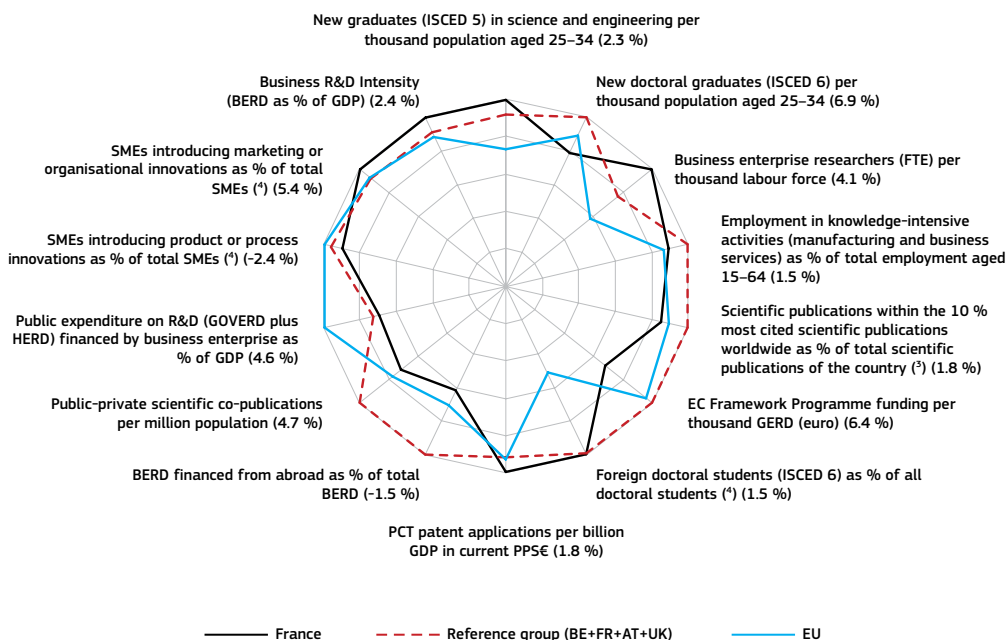 New graduates (ISCED 5) in science and engineering per
thousand population aged 25–34 (2.3 %)
Business R&D Intensity
(BERD as % of GDP) (2.4 %)
New doctoral graduates (ISCED 6) per
thousand population aged 25–34 (6.9 %)
SMEs introducing marketing or
organisational innovations as % of total
SMEs (⁴) (5.4 %)
Business enterprise researchers (FTE) per
thousand labour force (4.1 %)
SMEs introducing product or process
innovations as % of total SMEs (⁴) (-2.4 %)
Employment in knowledge-intensive
activities (manufacturing and business
services) as % of total employment aged
15–64 (1.5 %)
Public expenditure on R&D (GOVERD plus
HERD) financed by business enterprise as
% of GDP (4.6 %)
Scientific publications within the 10 %
most cited scientific publications
worldwide as % of total scientific
publications of the country (³) (1.8 %)
Public-private scientific co-publications
per million population (4.7 %)
EC Framework Programme funding per
thousand GERD (euro) (6.4 %)
BERD financed from abroad as % of total
BERD (-1.5 %)
Foreign doctoral students (ISCED 6) as % of all
doctoral students (⁴) (1.5 %)
PCT patent applications per billion
GDP in current PPS€ (1.8 %)
France
Reference group (BE+FR+AT+UK)
EU